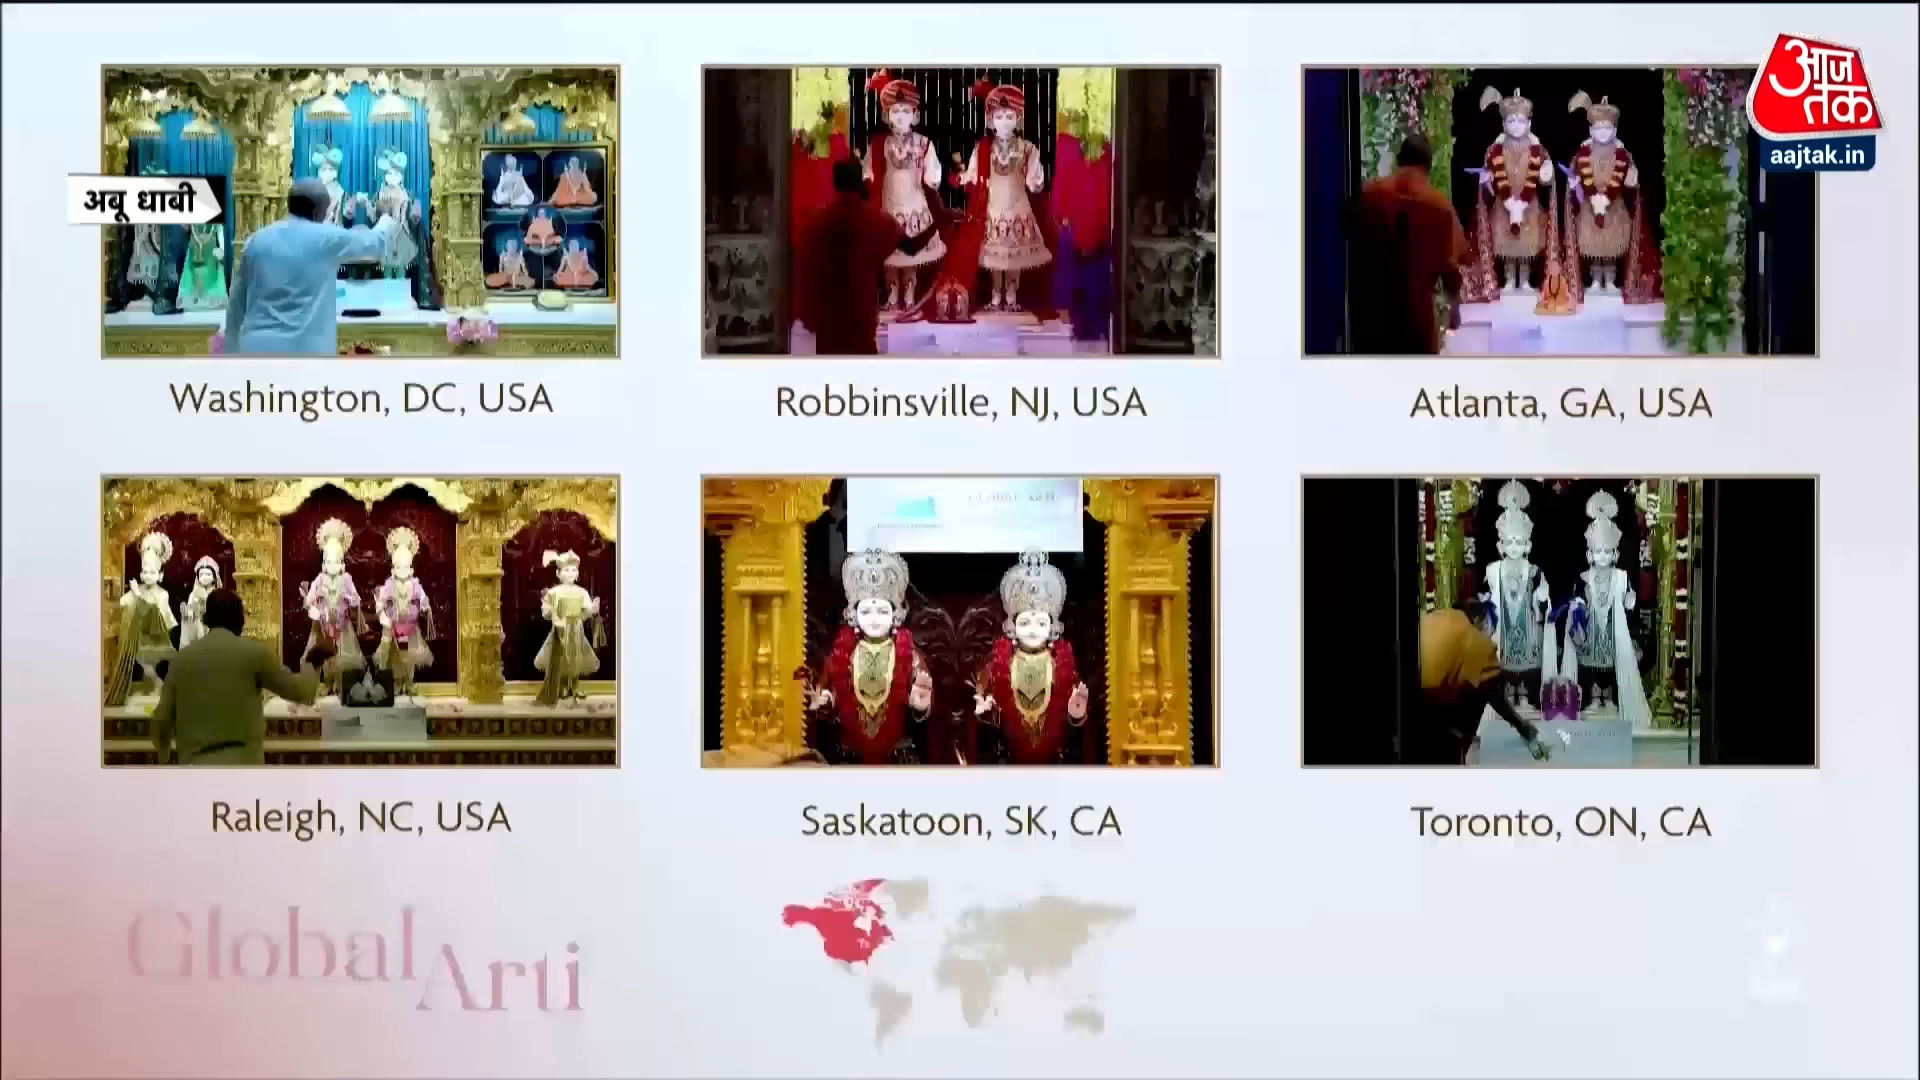 आज
तक
aajtak.in
अबू धाबी
Washington, DC, USA
Robbinsville, NJ, USA
Atlanta, GA, USA
Raleigh, NC, USA
Saskatoon, SK, CA
Toronto, ON, CA
Global
Arti